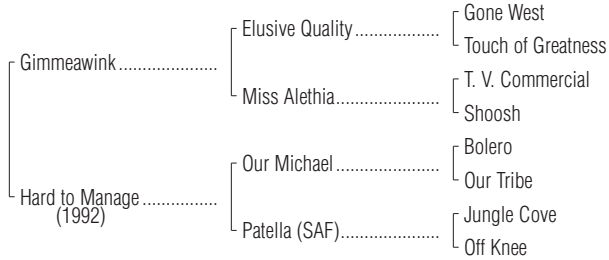 Gone West
Elusive Quality....................
Touch of Greatness
Gimmeawink.......................
T. V. Commercial
Miss Alethia........................
Shoosh
Bolero
Our Michael........................
Our Tribe
Hard to Manage.................
(1992)
Jungle Cove
Patella (SAF).......................
Off Knee